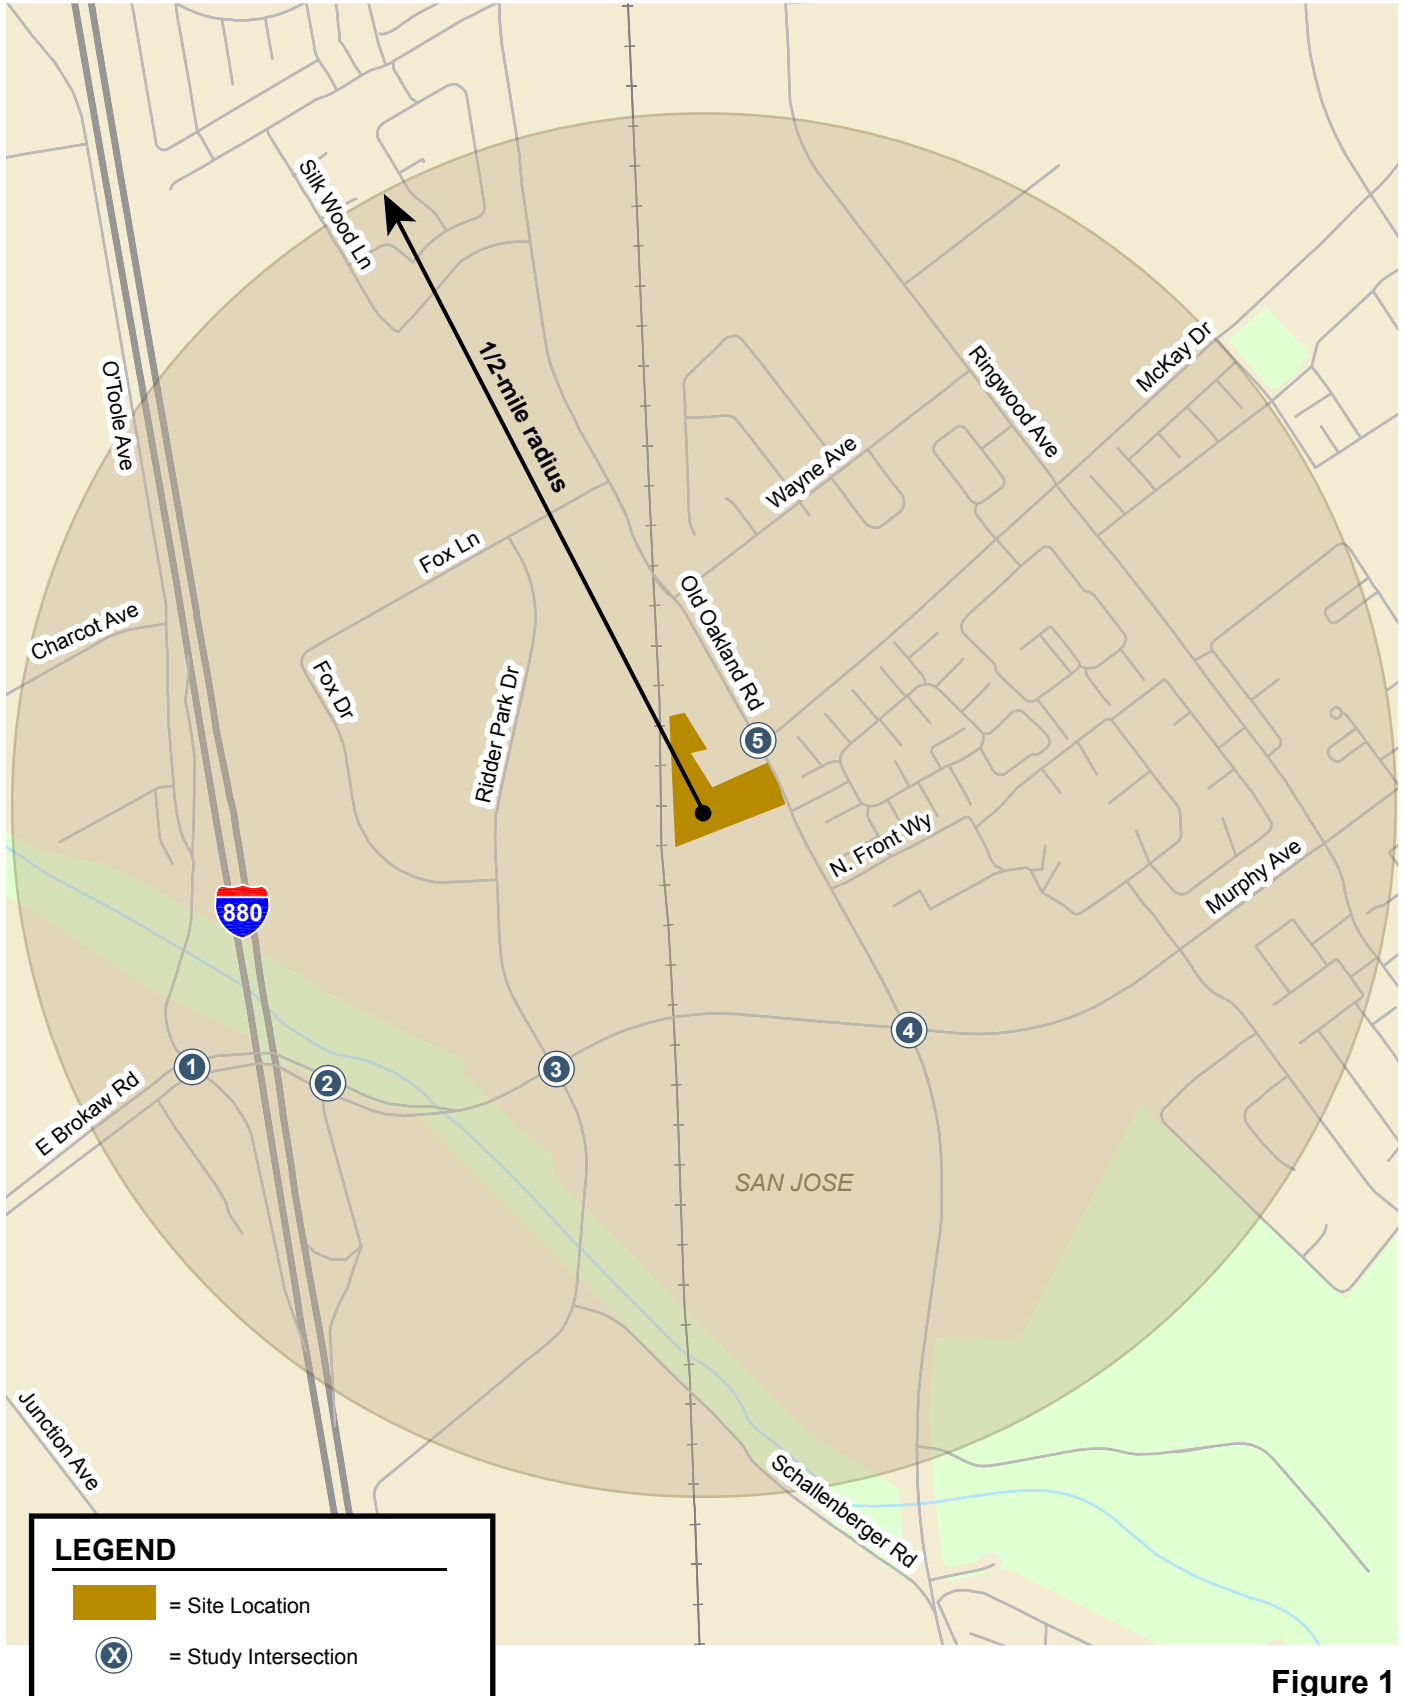 Silk Wood Ln
1/2-mile radius
McKay Dr
Ringwood Ave
O'Toole Ave
Wayne Ave
Fox Ln
Old Oakland Rd
Charcot Ave
Fox Dr
Ridder Park Dr
5
N. Front Wy
Murphy Ave
880
4
1
2
3
E Brokaw Rd
SAN JOSE
Junction Ave
Schallenberger Rd
LEGEND
= Site Location
X = Study Intersection
Figure 1